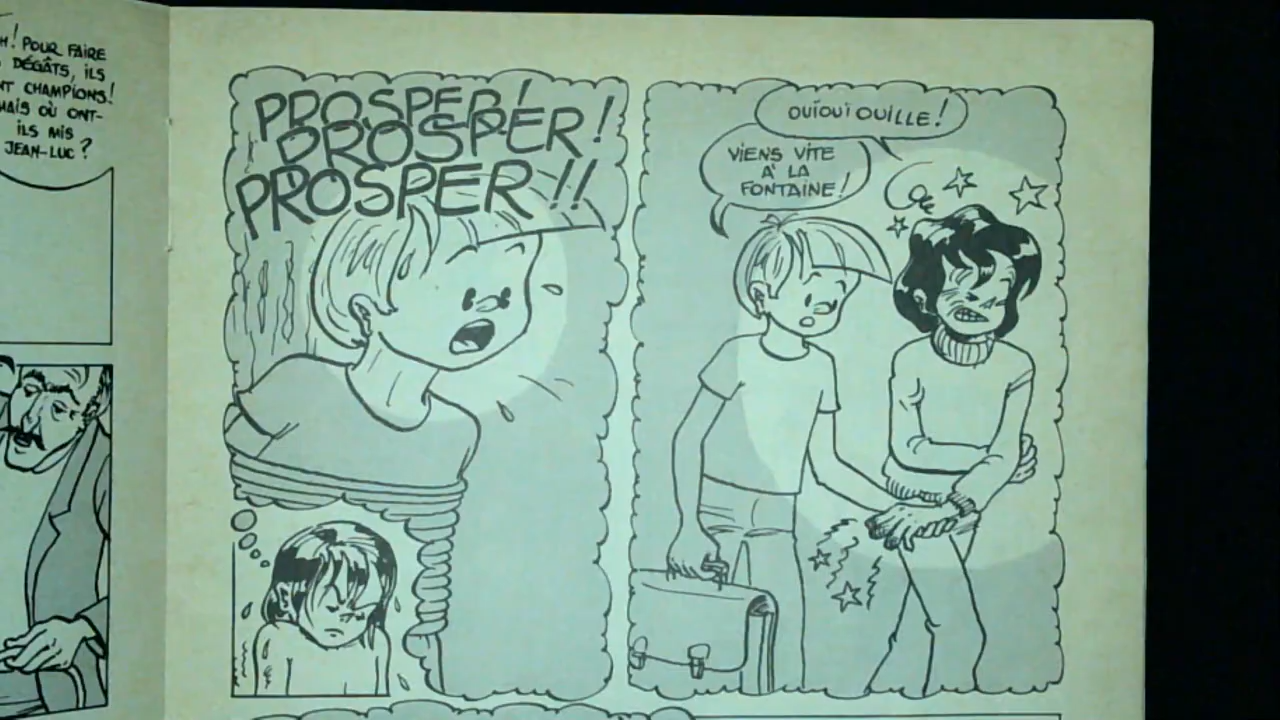 ! POUR FAIRE
DÉGÂTS, ILS
NT CHAMPIONS!
MAIS OÙ ONT-
ILS MIS
JEAN-LUC?
PROSPER!
PROSPER!
PROSPER!!
OUÏOUÏOUILLE!
VIENS VITE
À LA
FONTAINE!